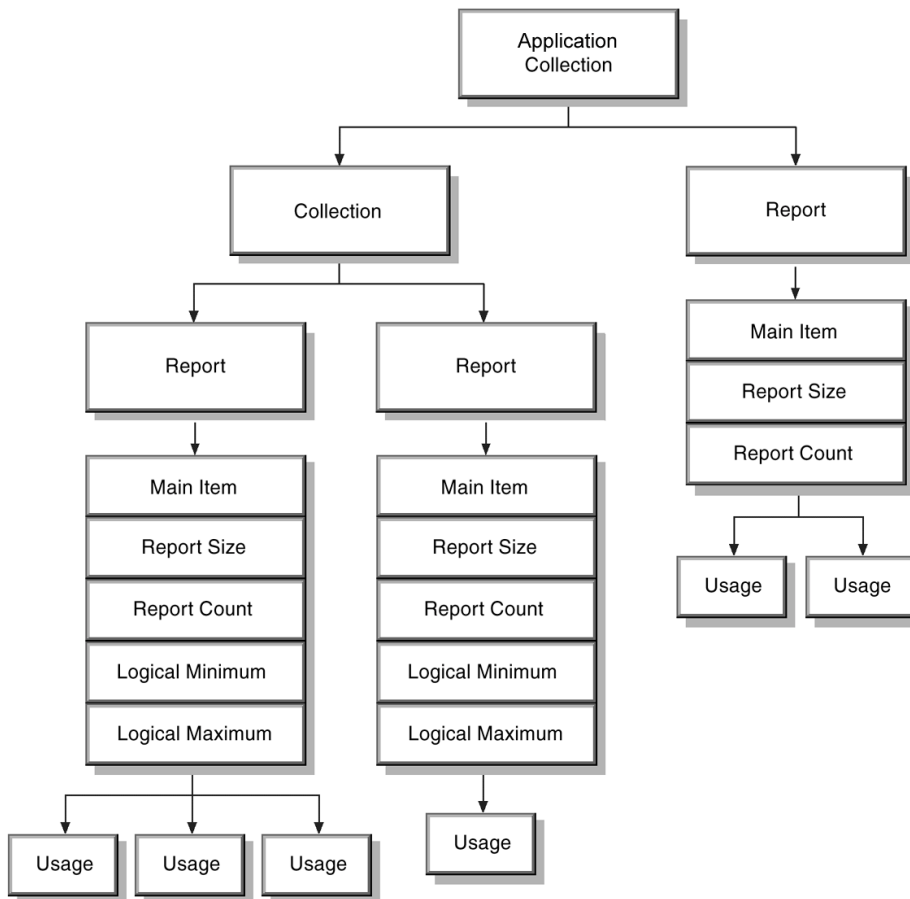 Application
Collection
Collection
Report
Report
Report
Main Item
Report Size
Report Count
Main Item
Report Size
Report Count
Logical Minimum
Logical Maximum
Main Item
Report Size
Report Count
Logical Minimum
Logical Maximum
Usage
Usage
Usage
Usage
Usage
Usage